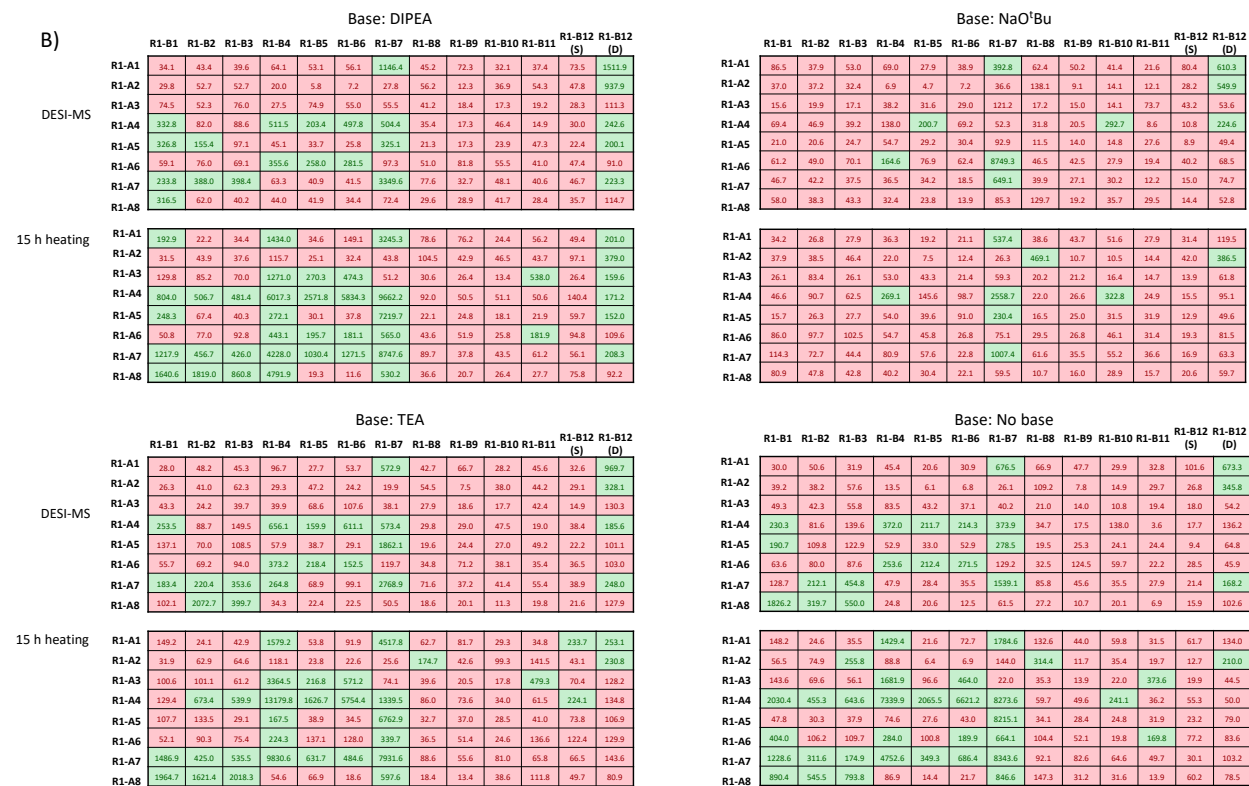 B)
Base: DIPEA
R1-B1 R1-B2 R1-B3 R1-B4 R1-B5 R1-B6 R1-B7 R1-B8 R1-B9 R1-B10 R1-B11 R1-B12 (S) R1-B12 (D)
DESI-MS
R1-A1 34.1 43.4 39.6 64.1 53.1 56.1 1146.4 45.2 72.3 32.1 37.4 73.5 1511.9
R1-A2 29.8 52.7 52.7 20.0 5.8 7.2 27.8 56.2 12.3 36.9 54.3 47.8 937.9
R1-A3 74.5 52.3 76.0 27.5 74.9 55.0 55.5 41.2 18.4 17.3 19.2 28.3 111.3
R1-A4 332.8 82.0 88.6 511.5 203.4 497.8 504.4 35.4 17.3 46.4 14.9 30.0 242.6
R1-A5 326.8 155.4 97.1 45.1 33.7 25.8 325.1 21.3 17.3 23.9 47.3 22.4 200.1
R1-A6 59.1 76.0 69.1 355.6 258.0 281.5 97.3 51.0 81.8 55.5 41.0 47.4 91.0
R1-A7 233.8 388.0 398.4 63.3 40.9 41.5 3349.6 77.6 32.7 48.1 40.6 46.7 223.3
R1-A8 316.5 62.0 40.2 44.0 41.9 34.4 72.4 29.6 28.9 41.7 28.4 35.7 114.7
15 h heating
R1-A1 192.9 22.2 34.4 1434.0 34.6 149.1 3245.3 78.6 76.2 24.4 56.2 49.4 201.0
R1-A2 31.5 43.9 37.6 115.7 25.1 32.4 43.8 104.5 42.9 46.5 43.7 97.1 379.0
R1-A3 129.8 85.2 70.0 1271.0 270.3 474.3 51.2 30.6 26.4 13.4 538.0 26.4 159.6
R1-A4 804.0 506.7 481.4 6017.3 2571.8 5834.3 9662.2 92.0 50.5 51.1 50.6 140.4 171.2
R1-A5 248.3 67.4 40.3 272.1 30.1 37.8 7219.7 22.1 24.8 18.1 21.9 59.7 152.0
R1-A6 50.8 77.0 92.8 443.1 195.7 181.1 565.0 43.6 51.9 25.8 181.9 94.8 109.6
R1-A7 1217.9 456.7 426.0 4228.0 1030.4 1271.5 8747.6 89.7 37.8 43.5 61.2 56.1 208.3
R1-A8 1640.6 1819.0 860.8 4791.9 19.3 11.6 530.2 36.6 20.7 26.4 27.7 75.8 92.2
Base: NaOᵗBu
R1-B1 R1-B2 R1-B3 R1-B4 R1-B5 R1-B6 R1-B7 R1-B8 R1-B9 R1-B10 R1-B11 R1-B12 (S) R1-B12 (D)
R1-A1 86.5 37.9 53.0 69.0 27.9 38.9 392.8 62.4 50.2 41.4 21.6 80.4 610.3
R1-A2 37.0 37.2 32.4 6.9 4.7 7.2 36.6 138.1 9.1 14.1 12.1 28.2 549.9
R1-A3 15.6 19.9 17.1 38.2 31.6 29.0 121.2 17.2 15.0 14.1 73.7 43.2 53.6
R1-A4 69.4 46.9 39.2 138.0 200.7 69.2 52.3 31.8 20.5 292.7 8.6 10.8 224.6
R1-A5 21.0 20.6 24.7 54.7 29.2 30.4 92.9 11.5 14.0 14.8 27.6 8.9 49.4
R1-A6 61.2 49.0 70.1 164.6 76.9 62.4 8749.3 46.5 42.5 27.9 19.4 40.2 68.5
R1-A7 46.7 42.2 37.5 36.5 34.2 18.5 649.1 39.9 27.1 30.2 12.2 15.0 74.7
R1-A8 58.0 38.3 43.3 32.4 23.8 13.9 85.3 129.7 19.2 35.7 29.5 14.4 52.8
R1-A1 34.2 26.8 27.9 36.3 19.2 21.1 537.4 38.6 43.7 51.6 27.9 31.4 119.5
R1-A2 37.9 38.5 46.4 22.0 7.5 12.4 26.3 469.1 10.7 10.5 14.4 42.0 386.5
R1-A3 26.1 83.4 26.1 53.0 43.3 21.4 59.3 20.2 21.2 16.4 14.7 13.9 61.8
R1-A4 46.6 90.7 62.5 269.1 145.6 98.7 2558.7 22.0 26.6 322.8 24.9 15.5 95.1
R1-A5 15.7 26.3 27.7 54.0 39.6 91.0 230.4 16.5 25.0 31.5 31.9 12.9 49.6
R1-A6 86.0 97.7 102.5 54.7 45.8 26.8 75.1 29.5 26.8 46.1 31.4 19.3 81.5
R1-A7 114.3 72.7 44.4 80.9 57.6 22.8 1007.4 61.6 35.5 55.2 36.6 16.9 63.3
R1-A8 80.9 47.8 42.8 40.2 30.4 22.1 59.5 10.7 16.0 28.9 15.7 20.6 59.7
Base: TEA
R1-B1 R1-B2 R1-B3 R1-B4 R1-B5 R1-B6 R1-B7 R1-B8 R1-B9 R1-B10 R1-B11 R1-B12 (S) R1-B12 (D)
DESI-MS
R1-A1 28.0 48.2 45.3 96.7 27.7 53.7 572.9 42.7 66.7 28.2 45.6 32.6 969.7
R1-A2 26.3 41.0 62.3 29.3 47.2 24.2 19.9 54.5 7.5 38.0 44.2 29.1 328.1
R1-A3 43.3 24.2 39.7 39.9 68.6 107.6 38.1 27.9 18.6 17.7 42.4 14.9 130.3
R1-A4 253.5 88.7 149.5 656.1 159.9 611.1 573.4 29.8 29.0 47.5 19.0 38.4 185.6
R1-A5 137.1 70.0 108.5 57.9 38.7 29.1 1862.1 19.6 24.4 27.0 49.2 22.2 101.1
R1-A6 55.7 69.2 94.0 373.2 218.4 152.5 119.7 34.8 71.2 38.1 35.4 36.5 103.0
R1-A7 183.4 220.4 353.6 264.8 68.9 99.1 2768.9 71.6 37.2 41.4 55.4 38.9 248.0
R1-A8 102.1 2072.7 399.7 34.3 22.4 22.5 50.5 18.6 20.1 11.3 19.8 21.6 127.9
15 h heating
R1-A1 149.2 24.1 42.9 1579.2 53.8 91.9 4517.8 62.7 81.7 29.3 34.8 233.7 253.1
R1-A2 31.9 62.9 64.6 118.1 23.8 22.6 25.6 174.7 42.6 99.3 141.5 43.1 230.8
R1-A3 100.6 101.1 61.2 3364.5 216.8 571.2 74.1 39.6 20.5 17.8 479.3 70.4 128.2
R1-A4 129.4 673.4 539.9 13179.8 1626.7 5754.4 1339.5 86.0 73.6 34.0 61.5 224.1 134.8
R1-A5 107.7 133.5 29.1 167.5 38.9 34.5 6762.9 32.7 37.0 28.5 41.0 73.8 106.9
R1-A6 52.1 90.3 75.4 224.3 137.1 128.0 339.7 36.5 51.4 24.6 136.6 122.4 129.9
R1-A7 1486.9 425.0 535.5 9830.6 631.7 484.6 7931.6 88.6 55.6 81.0 65.8 66.5 143.6
R1-A8 1964.7 1621.4 2018.3 54.6 66.9 18.6 597.6 18.4 13.4 38.6 111.8 49.7 80.9
Base: No base
R1-B1 R1-B2 R1-B3 R1-B4 R1-B5 R1-B6 R1-B7 R1-B8 R1-B9 R1-B10 R1-B11 R1-B12 (S) R1-B12 (D)
R1-A1 30.0 50.6 31.9 45.4 20.6 30.9 676.5 66.9 47.7 29.9 32.8 101.6 673.3
R1-A2 39.2 38.2 57.6 13.5 6.1 6.8 26.1 109.2 7.8 14.9 29.7 26.8 345.8
R1-A3 49.3 42.3 55.8 83.5 43.2 37.1 40.2 21.0 14.0 10.8 19.4 18.0 54.2
R1-A4 230.3 81.6 139.6 372.0 211.7 214.3 373.9 34.7 17.5 138.0 3.6 17.7 136.2
R1-A5 190.7 109.8 122.9 52.9 33.0 52.9 278.5 19.5 25.3 24.1 24.4 9.4 64.8
R1-A6 63.6 80.0 87.6 253.6 212.4 271.5 129.2 32.5 124.5 59.7 22.2 28.5 45.9
R1-A7 128.7 212.1 454.8 47.9 28.4 35.5 1539.1 85.8 45.6 35.5 27.9 21.4 168.2
R1-A8 1826.2 319.7 550.0 24.8 20.6 12.5 61.5 27.2 10.7 20.1 6.9 15.9 102.6
R1-A1 148.2 24.6 35.5 1429.4 21.6 72.7 1784.6 132.6 44.0 59.8 31.5 61.7 134.0
R1-A2 56.5 74.9 255.8 88.8 6.4 6.9 144.0 314.4 11.7 35.4 19.7 12.7 210.0
R1-A3 143.6 69.6 56.1 1681.9 96.6 464.0 22.0 35.3 13.9 22.0 373.6 19.9 44.5
R1-A4 2030.4 455.3 643.6 7339.9 2065.5 6621.2 8273.6 59.7 49.6 241.1 36.2 55.3 50.0
R1-A5 47.8 30.3 37.9 74.6 27.6 43.0 8215.1 34.1 28.4 24.8 31.9 23.2 79.0
R1-A6 404.0 106.2 109.7 284.0 100.8 189.9 664.1 104.4 52.1 19.8 169.8 77.2 83.6
R1-A7 1228.6 311.6 174.9 4752.6 349.3 686.4 8343.6 92.1 82.6 64.6 49.7 30.1 103.2
R1-A8 890.4 545.5 793.8 86.9 14.4 21.7 846.6 147.3 31.2 31.6 13.9 60.2 78.5